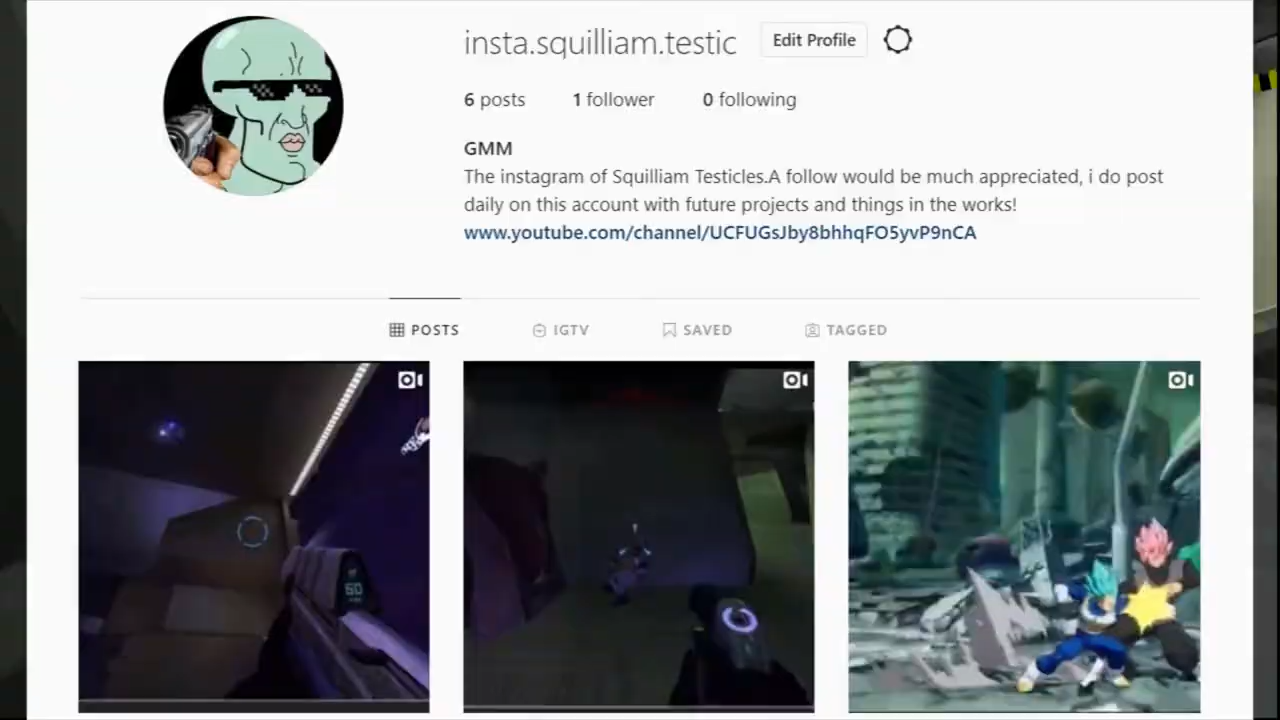 insta.squilliam.testic Edit Profile
6 posts 1 follower 0 following
GMM
The instagram of Squilliam Testicles.A follow would be much appreciated, i do post
daily on this account with future projects and things in the works!
www.youtube.com/channel/UCFUGsJby8bhhqFO5yvP9nCA
POSTS IGTV SAVED TAGGED
60